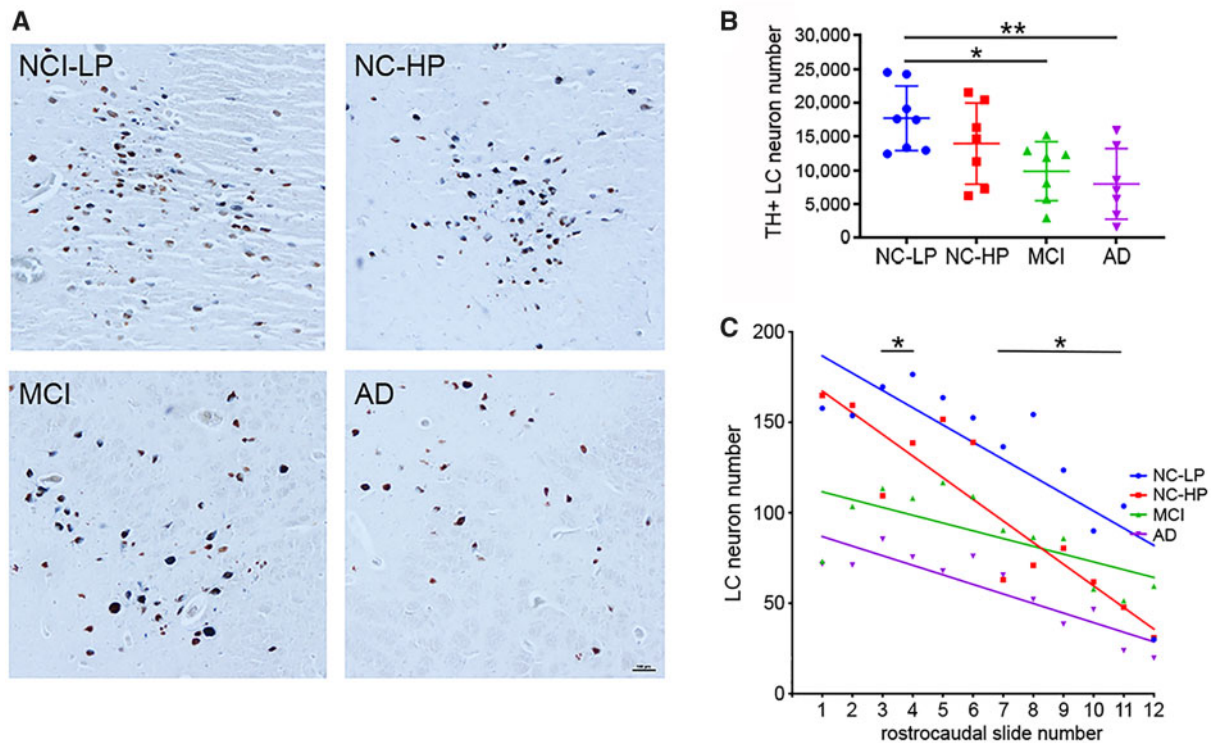 A
NCI-LP
NC-HP
MCI
AD
B
TH+ LC neuron number
30,000
25,000
20,000
15,000
10,000
5,000
0
**
*
NC-LP NC-HP MCI AD
C
LC neuron number
200
150
100
50
0
* *
NC-LP
NC-HP
MCI
AD
1 2 3 4 5 6 7 8 9 10 11 12
rostrocaudal slide number